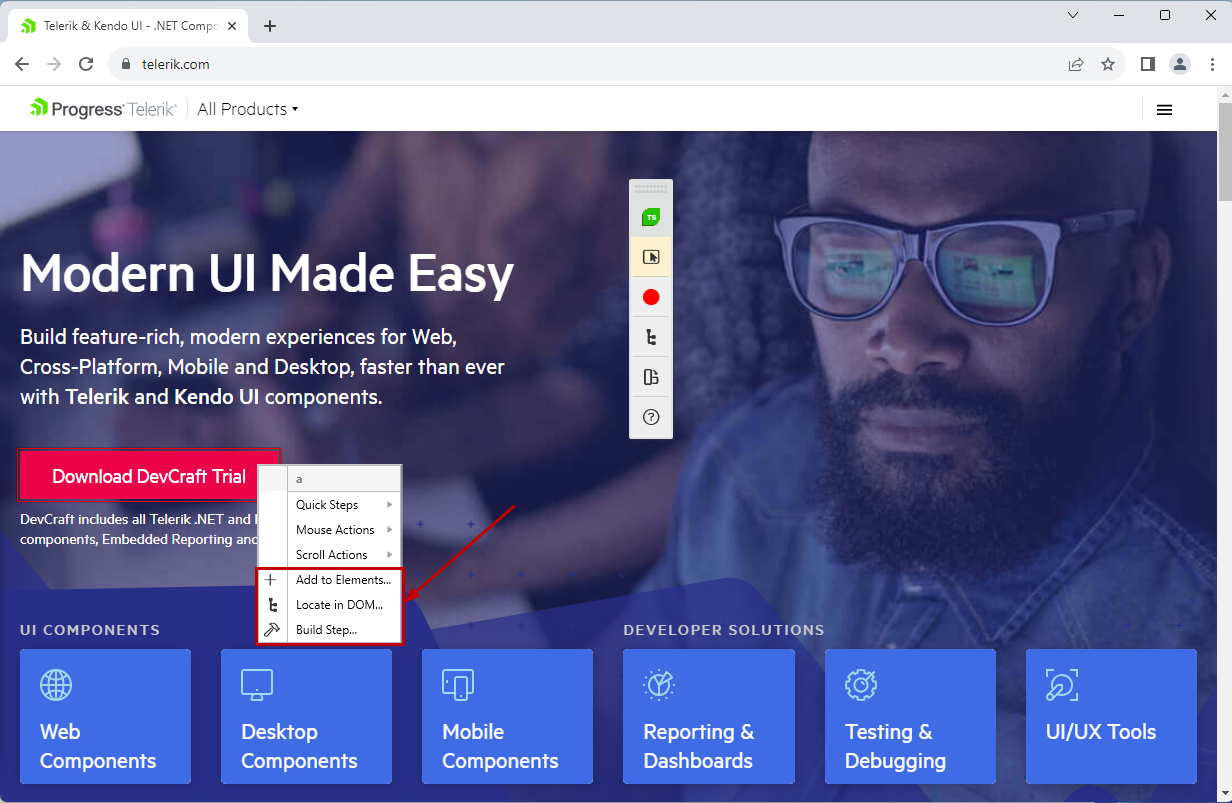 Telerik & Kendo UI - .NET Compo
telerik.com
Progress® Telerik®
All Products
TS
Modern UI Made Easy
Build feature-rich, modern experiences for Web,
Cross-Platform, Mobile and Desktop, faster than ever
with Telerik and Kendo UI components.
Download DevCraft Trial
DevCraft includes all Telerik .NET and
components, Embedded Reporting and
a
Quick Steps
Mouse Actions
Scroll Actions
Add to Elements...
Locate in DOM...
Build Step...
UI COMPONENTS
DEVELOPER SOLUTIONS
Web
Components
Desktop
Components
Mobile
Components
Reporting &
Dashboards
Testing &
Debugging
UI/UX Tools